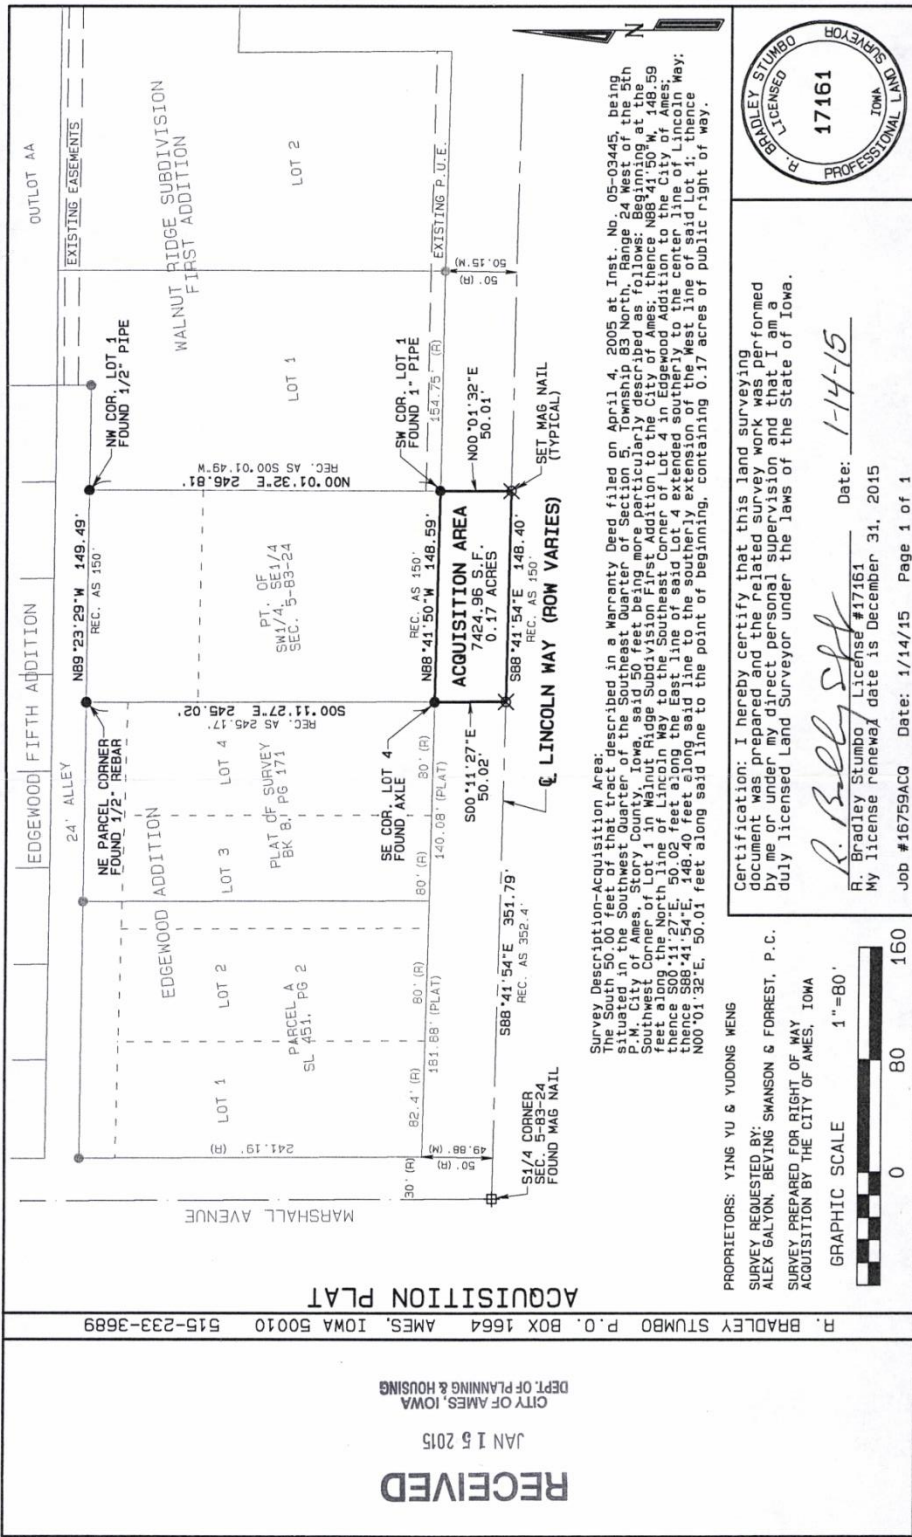 RECEIVED
JAN 15 2015
CITY OF AMES, IOWA
DEPT. OF PLANNING & HOUSING
R. BRADLEY STUMBO P.O. BOX 1664 AMES, IOWA 50010 515-233-3689
ACQUISITION PLAT
EDGEWOOD FIFTH ADDITION
OUTLOT AA
24' ALLEY
EXISTING EASEMENTS
NE PARCEL CORNER
FOUND 1/2" REBAR
N89°23'29"W 149.49'
REC. AS 150'
NW COR. LOT 1
FOUND 1/2" PIPE
WALNUT RIDGE SUBDIVISION
FIRST ADDITION
EDGEWOOD ADDITION
LOT 1
LOT 2
LOT 3
LOT 4
PARCEL A
SL 451, PG 2
PLAT OF SURVEY
BK 8, PG 171
REC. AS 245.17'
S00°11'27"E 245.02'
PT. OF
SW1/4, SE1/4
SEC. 5-83-24
REC. AS S00°01'49"W
N00°01'32"E 246.81'
LOT 1
LOT 2
MARSHALL AVENUE
241.19' (R)
SE COR. LOT 4
FOUND AXLE
REC. AS 150'
N88°41'50"W 148.59'
SW COR. LOT 1
FOUND 1" PIPE
154.75' (R)
EXISTING P.U.E.
30' (R)
82.4' (R)
80' (R)
80' (R)
80' (R)
181.88' (PLAT)
140.08' (PLAT)
50' (R)
49.88' (M)
S00°11'27"E
50.02'
ACQUISITION AREA
7424.96 S.F.
0.17 ACRES
N00°01'32"E
50.01'
50' (R)
50.15'(M)
S88°41'54"E 148.40'
REC. AS 150'
SET MAG NAIL
(TYPICAL)
S1/4 CORNER
SEC. 5-83-24
FOUND MAG NAIL
S88°41'54"E 351.79'
REC. AS 352.4'
℄ LINCOLN WAY (ROW VARIES)
N
Survey Description-Acquisition Area:
The South 50.00 feet of that tract described in a Warranty Deed filed on April 4, 2005 at Inst. No. 05-03445, being
situated in the Southwest Quarter of the Southeast Quarter of Section 5, Township 83 North, Range 24 West of the 5th
P.M., City of Ames, Story County, Iowa, said 50 feet being more particularly described as follows: Beginning at the
Southwest Corner of Lot 1 in Walnut Ridge Subdivision First Addition to the City of Ames; thence N88°41'50"W, 148.59
feet along the North line of Lincoln Way to the Southeast Corner of Lot 4 in Edgewood Addition to the City of Ames;
thence S00°11'27"E, 50.02 feet along the East line of said Lot 4 extended southerly to the center line of Lincoln Way;
thence S88°41'54"E, 148.40 feet along said line to the southerly extension of the West line of said Lot 1; thence
N00°01'32"E, 50.01 feet along said line to the point of beginning, containing 0.17 acres of public right of way.
PROPRIETORS: YING YU & YUDONG WENG
SURVEY REQUESTED BY:
ALEX GALYON, BEVING SWANSON & FORREST, P.C.
SURVEY PREPARED FOR RIGHT OF WAY
ACQUISITION BY THE CITY OF AMES, IOWA
GRAPHIC SCALE 1"=80'
0 80 160
Certification: I hereby certify that this land surveying
document was prepared and the related survey work was performed
by me or under my direct personal supervision and that I am a
duly licensed Land Surveyor under the laws of the State of Iowa.
Date: 1-14-15
R. Bradley Stumbo License #17161
My license renewal date is December 31, 2015
Job #16759ACQ Date: 1/14/15 Page 1 of 1
R. BRADLEY STUMBO
LICENSED
17161
IOWA
PROFESSIONAL LAND SURVEYOR